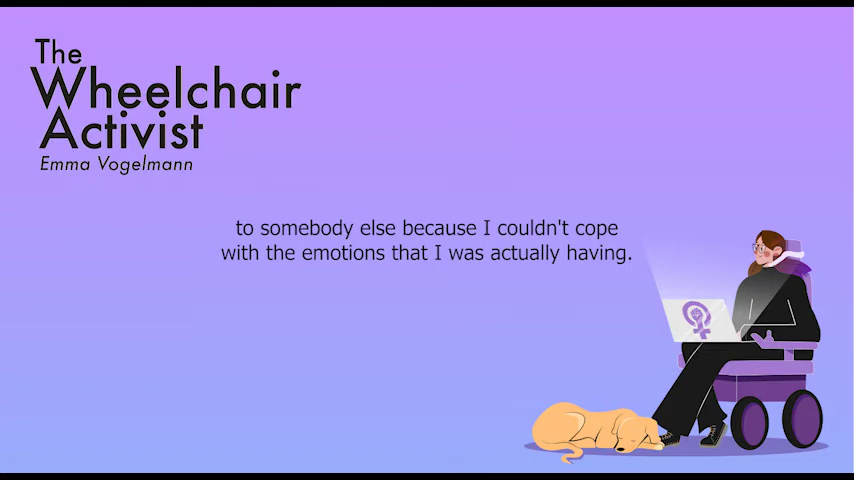 The
Wheelchair
Activist
Emma Vogelmann
to somebody else because I couldn't cope
with the emotions that I was actually having.